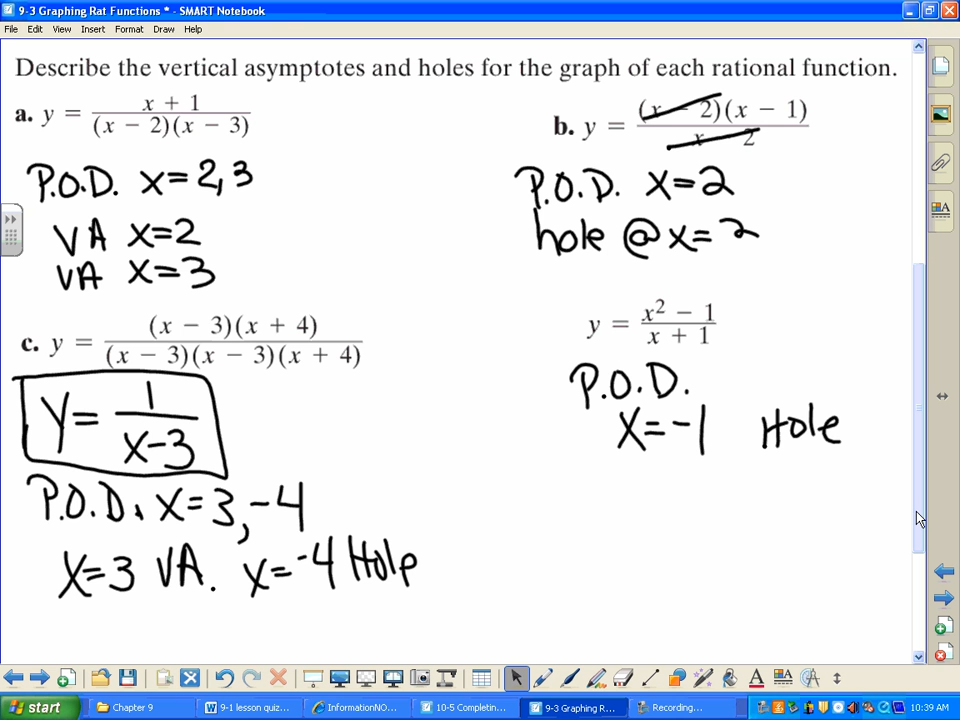 9-3 Graphing Rat Functions * - SMART Notebook
File Edit View Insert Format Draw Help
Describe the vertical asymptotes and holes for the graph of each rational function.
a. y = (x + 1) / ((x − 2)(x − 3))
P.O.D. x=2,3
VA x=2
VA x=3
b. y = ((x − 2)(x − 1)) / (x − 2)
P.O.D. x=2
hole @ x=2
c. y = ((x − 3)(x + 4)) / ((x − 3)(x − 3)(x + 4))
Y= 1/(x-3)
P.O.D. x=3,-4
x=3 VA. x=-4 Hole
y = (x² − 1) / (x + 1)
P.O.D.
x=-1 Hole
start
Chapter 9
9-1 lesson quiz...
InformationNO...
10-5 Completin...
9-3 Graphing R...
Recording...
10:39 AM